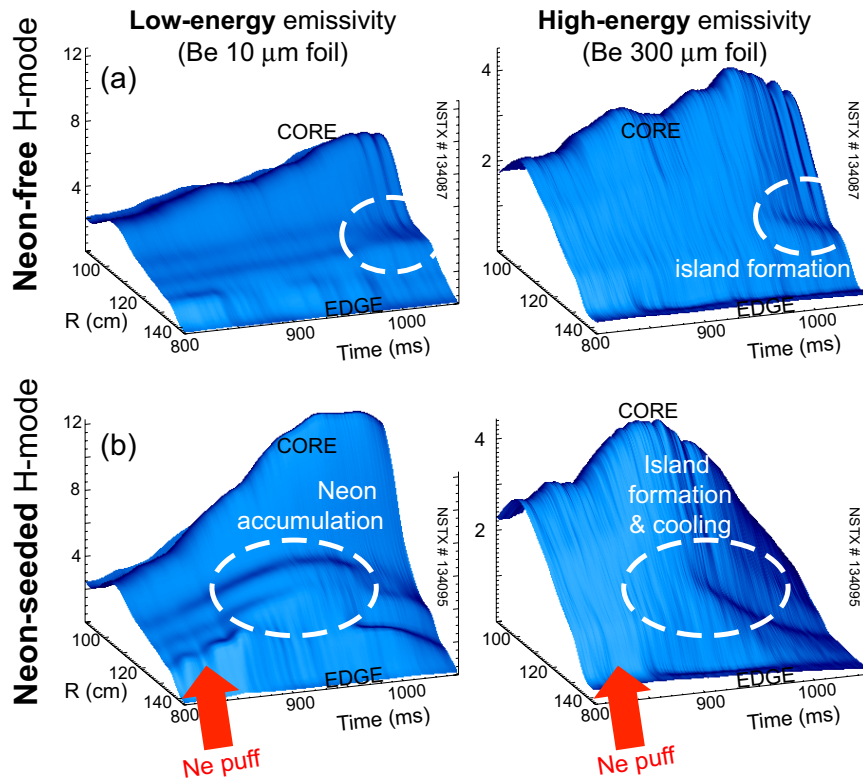 Low-energy emissivity
(Be 10 μm foil)
High-energy emissivity
(Be 300 μm foil)
Neon-free H-mode
(a)
12
8
4
CORE
NSTX # 134087
100
120
140
R (cm)
800
900
1000
EDGE
Time (ms)
4
2
CORE
NSTX # 134087
island formation
100
120
140
800
900
1000
EDGE
Time (ms)
Neon-seeded H-mode
(b)
12
8
4
CORE
Neon
accumulation
NSTX # 134095
100
120
140
R (cm)
800
900
1000
EDGE
Time (ms)
Ne puff
4
2
CORE
Island
formation
& cooling
NSTX # 134095
100
120
140
800
900
1000
EDGE
Time (ms)
Ne puff